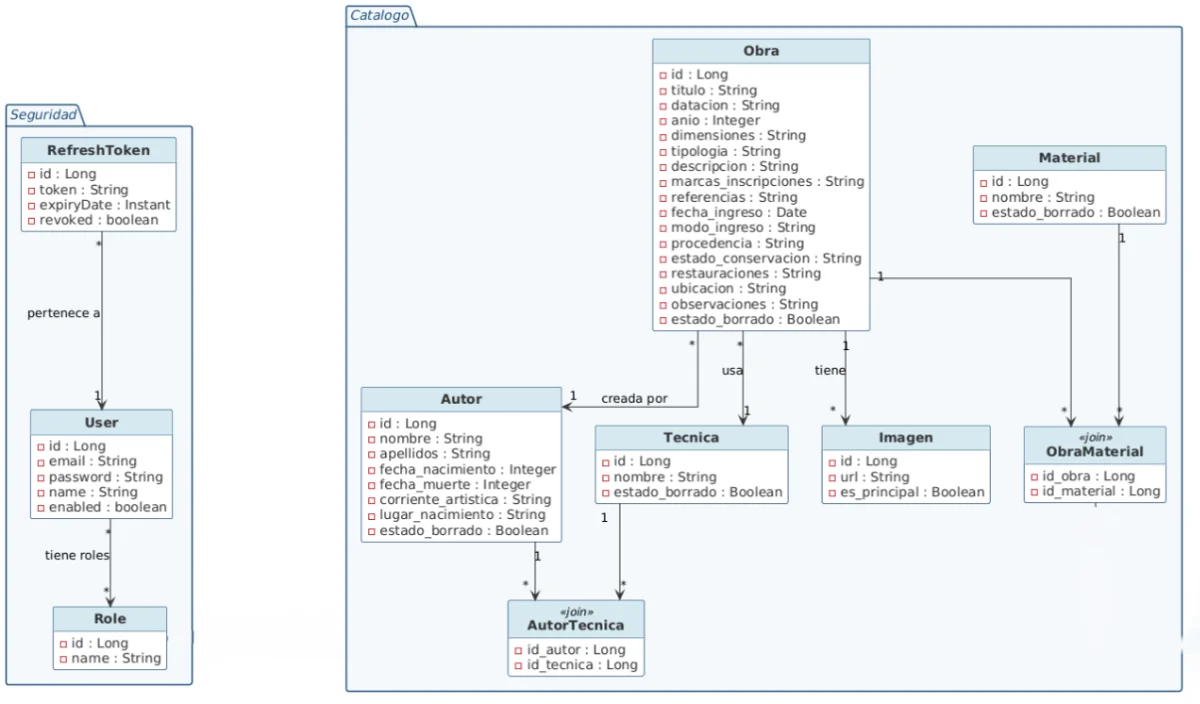 Seguridad
RefreshToken
id : Long
token : String
expiryDate : Instant
revoked : boolean
*
pertenece a
1
User
id : Long
email : String
password : String
name : String
enabled : boolean
*
tiene roles
*
Role
id : Long
name : String
Catalogo
Obra
id : Long
titulo : String
datacion : String
anio : Integer
dimensiones : String
tipologia : String
descripcion : String
marcas_inscripciones : String
referencias : String
fecha_ingreso : Date
modo_ingreso : String
procedencia : String
estado_conservacion : String
restauraciones : String
ubicacion : String
observaciones : String
estado_borrado : Boolean
Material
id : Long
nombre : String
estado_borrado : Boolean
1
1
*
*
1
usa
tiene
1
creada por
1
*
*
*
Autor
id : Long
nombre : String
apellidos : String
fecha_nacimiento : Integer
fecha_muerte : Integer
corriente_artistica : String
lugar_nacimiento : String
estado_borrado : Boolean
Tecnica
id : Long
nombre : String
estado_borrado : Boolean
Imagen
id : Long
url : String
es_principal : Boolean
«join»
ObraMaterial
id_obra : Long
id_material : Long
1
1
*
*
«join»
AutorTecnica
id_autor : Long
id_tecnica : Long